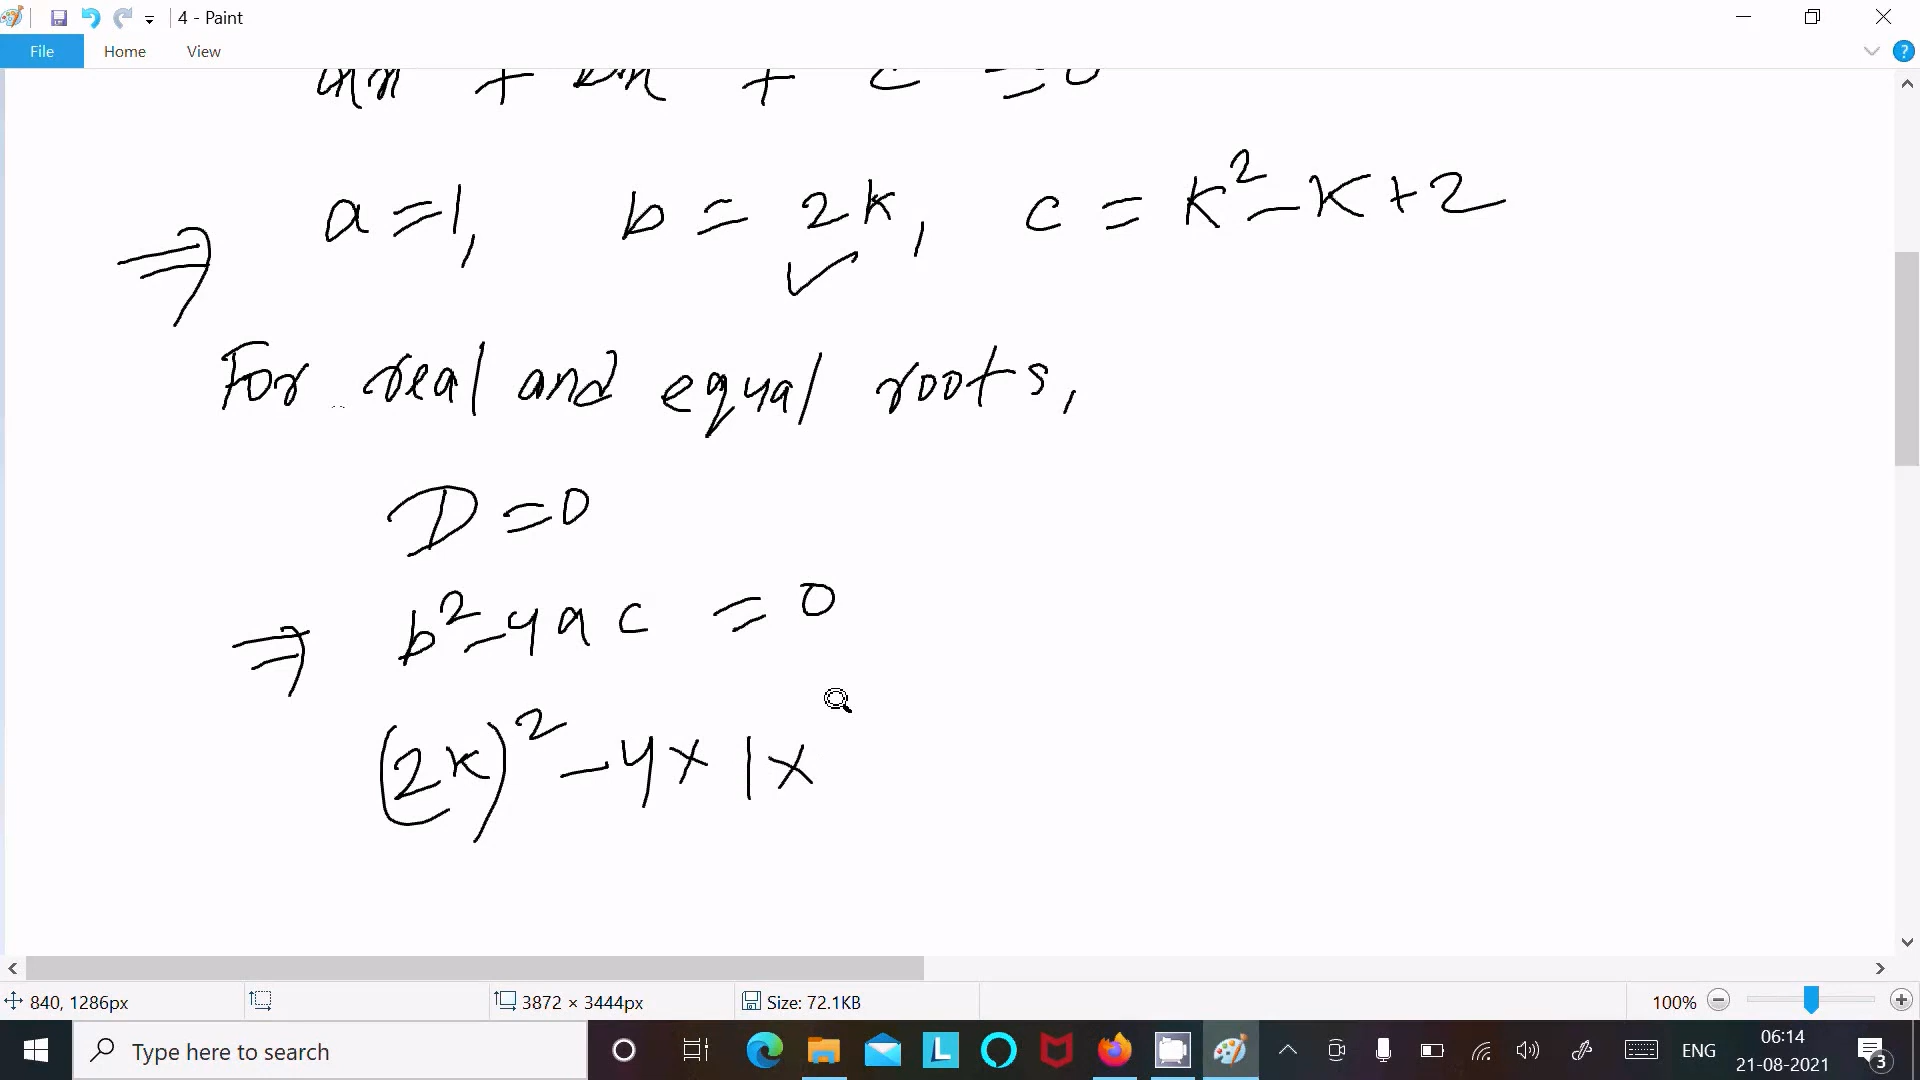 4 - Paint
File Home View
+ + c = 0
⇒ a = 1, b = 2k, c = k² - k + 2
For real and equal roots,
D = 0
⇒ b² - 4ac = 0
(2k)² - 4 x 1 x
840, 1286px 3872 × 3444px Size: 72.1KB 100%
Type here to search
L
ENG
06:14
21-08-2021
3